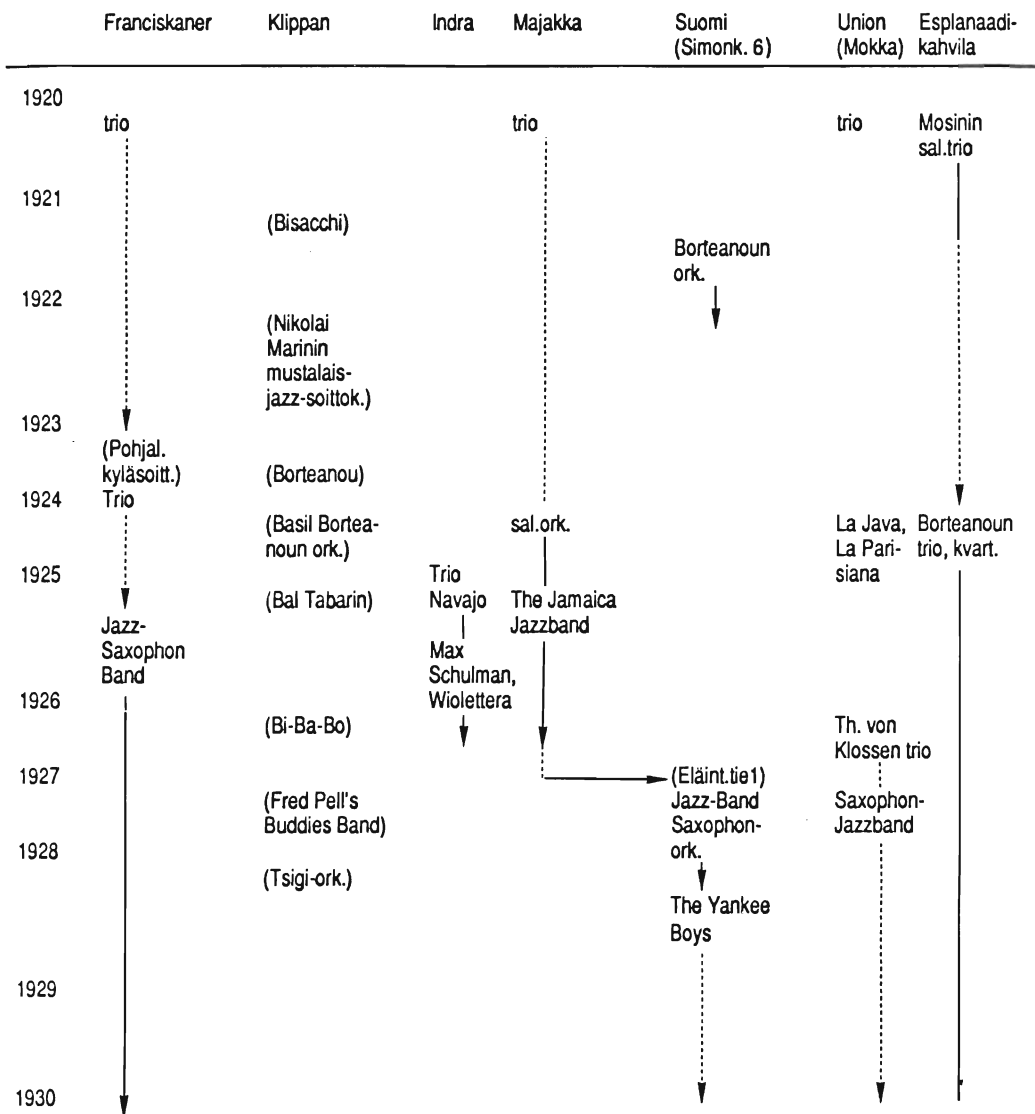 Franciskaner Klippan Indra Majakka Suomi Union Esplanaadi-
(Simonk. 6) (Mokka) kahvila
1920
trio trio trio Mosinin
sal.trio
1921
(Bisacchi)
Borteanoun
ork.
1922
(Nikolai
Marinin
mustalais-
jazz-soittok.)
1923
(Pohjal.
kyläsoitt.) (Borteanou)
1924 Trio
(Basil Bortea- sal.ork. La Java, Borteanoun
noun ork.) La Pari- trio, kvart.
1925 Trio siana
Navajo
(Bal Tabarin) The Jamaica
Jazzband
Jazz-
Saxophon
Band
Max
Schulman,
Wiolettera
1926
(Bi-Ba-Bo) Th. von
Klossen trio
1927 (Eläint.tie1)
(Fred Pell's Jazz-Band Saxophon-
Buddies Band) Saxophon- Jazzband
ork.
1928
(Tsigi-ork.)
The Yankee
Boys
1929
1930